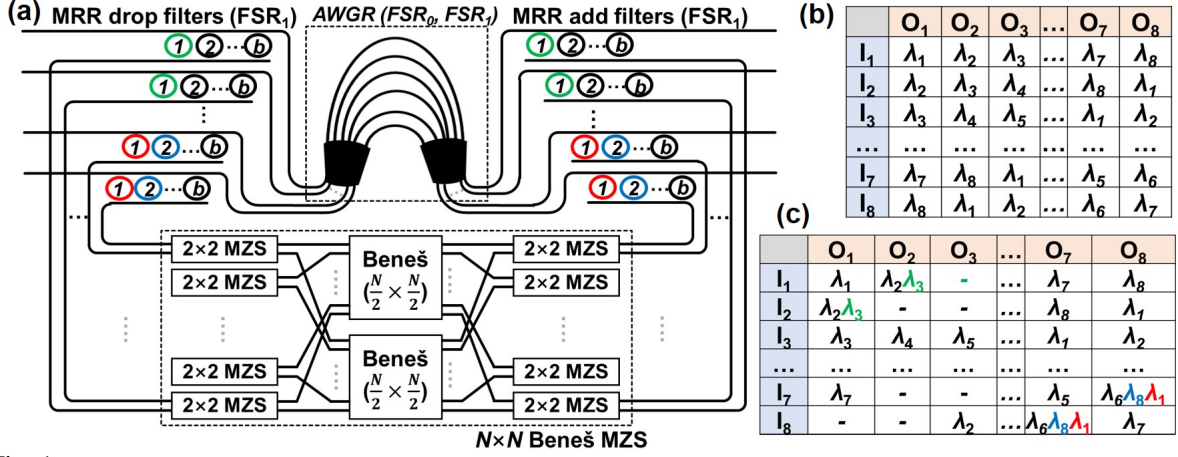 (a) MRR drop filters (FSR₁) AWGR (FSR₀, FSR₁) MRR add filters (FSR₁)
1 2 ... b 1 2 ... b
1 2 ... b 1 2 ... b
1 2 ... b 1 2 ... b
1 2 ... b 1 2 ... b
2×2 MZS Beneš 2×2 MZS
2×2 MZS (N/2 × N/2) 2×2 MZS
2×2 MZS Beneš 2×2 MZS
2×2 MZS (N/2 × N/2) 2×2 MZS
N×N Beneš MZS
(b)
O₁ O₂ O₃ ... O₇ O₈
I₁ λ₁ λ₂ λ₃ ... λ₇ λ₈
I₂ λ₂ λ₃ λ₄ ... λ₈ λ₁
I₃ λ₃ λ₄ λ₅ ... λ₁ λ₂
... ... ... ... ... ... ...
I₇ λ₇ λ₈ λ₁ ... λ₅ λ₆
I₈ λ₈ λ₁ λ₂ ... λ₆ λ₇
(c)
O₁ O₂ O₃ ... O₇ O₈
I₁ λ₁ λ₂λ₃ - ... λ₇ λ₈
I₂ λ₂λ₃ - - ... λ₈ λ₁
I₃ λ₃ λ₄ λ₅ ... λ₁ λ₂
... ... ... ... ... ... ...
I₇ λ₇ - - ... λ₅ λ₆λ₈λ₁
I₈ - - λ₂ ... λ₆λ₈λ₁ λ₇